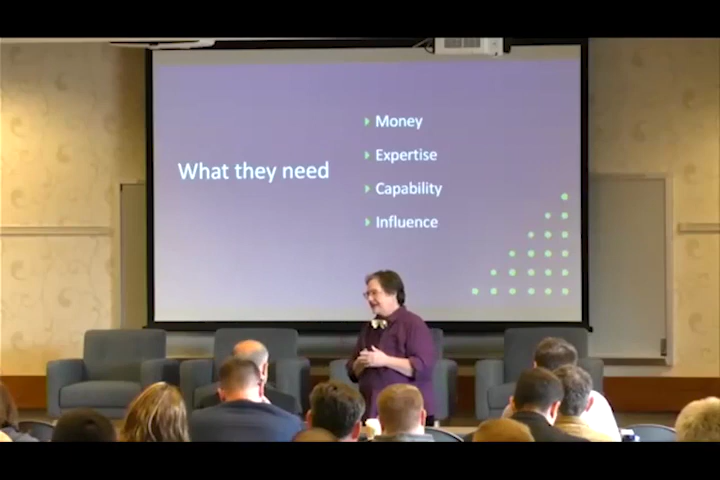 What they need
Money
Expertise
Capability
Influence